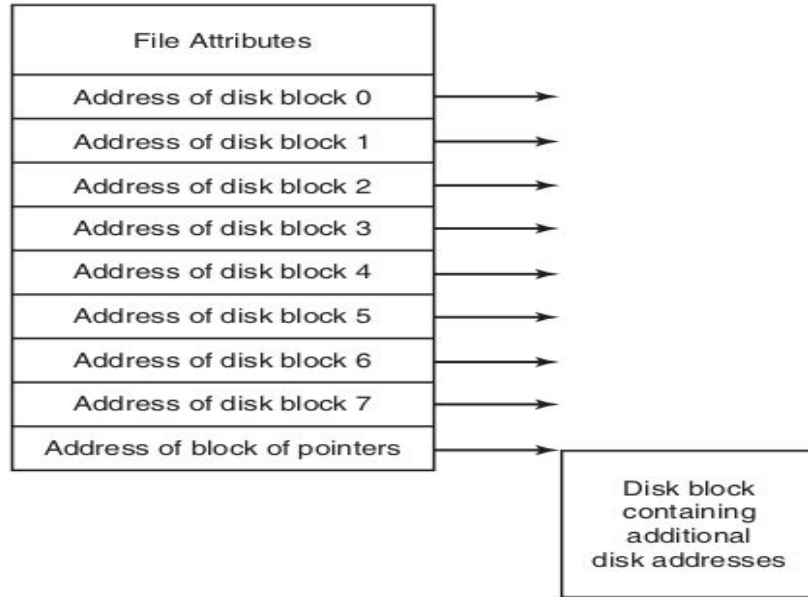 File Attributes
Address of disk block 0
Address of disk block 1
Address of disk block 2
Address of disk block 3
Address of disk block 4
Address of disk block 5
Address of disk block 6
Address of disk block 7
Address of block of pointers
Disk block
containing
additional
disk addresses